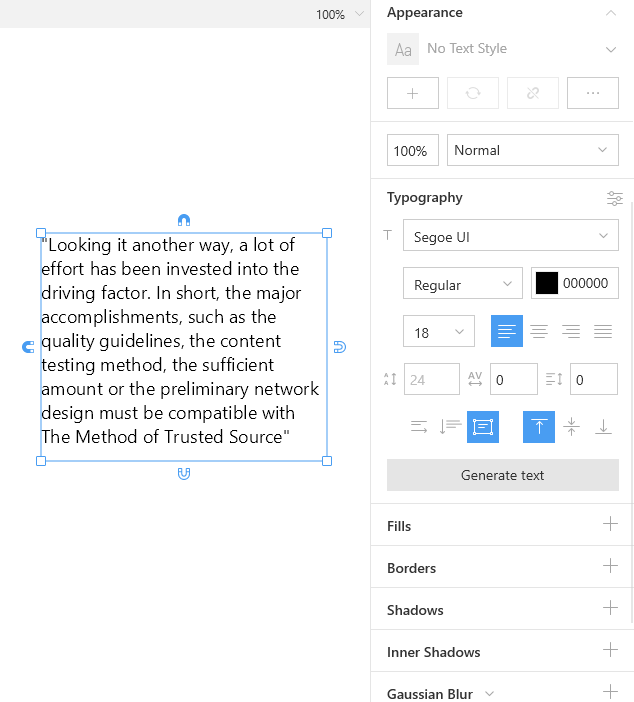 100%
"Looking it another way, a lot of
effort has been invested into the
driving factor. In short, the major
accomplishments, such as the
quality guidelines, the content
testing method, the sufficient
amount or the preliminary network
design must be compatible with
The Method of Trusted Source"
Appearance
Aa No Text Style
100% Normal
Typography
T Segoe UI
Regular 000000
18
A A 24 AV 0 0
Generate text
Fills
Borders
Shadows
Inner Shadows
Gaussian Blur